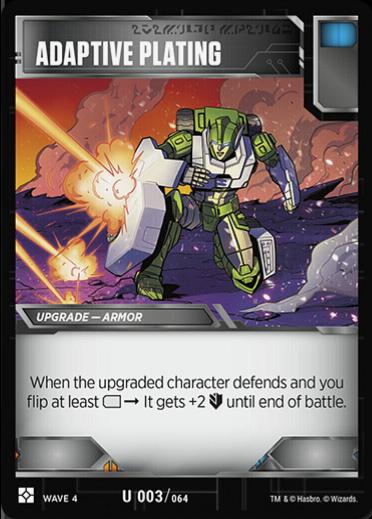 ADAPTIVE PLATING
UPGRADE — ARMOR
When the upgraded character defends and you
flip at least → It gets +2 until end of battle.
WAVE 4 U 003/064 TM & © Hasbro. © Wizards.